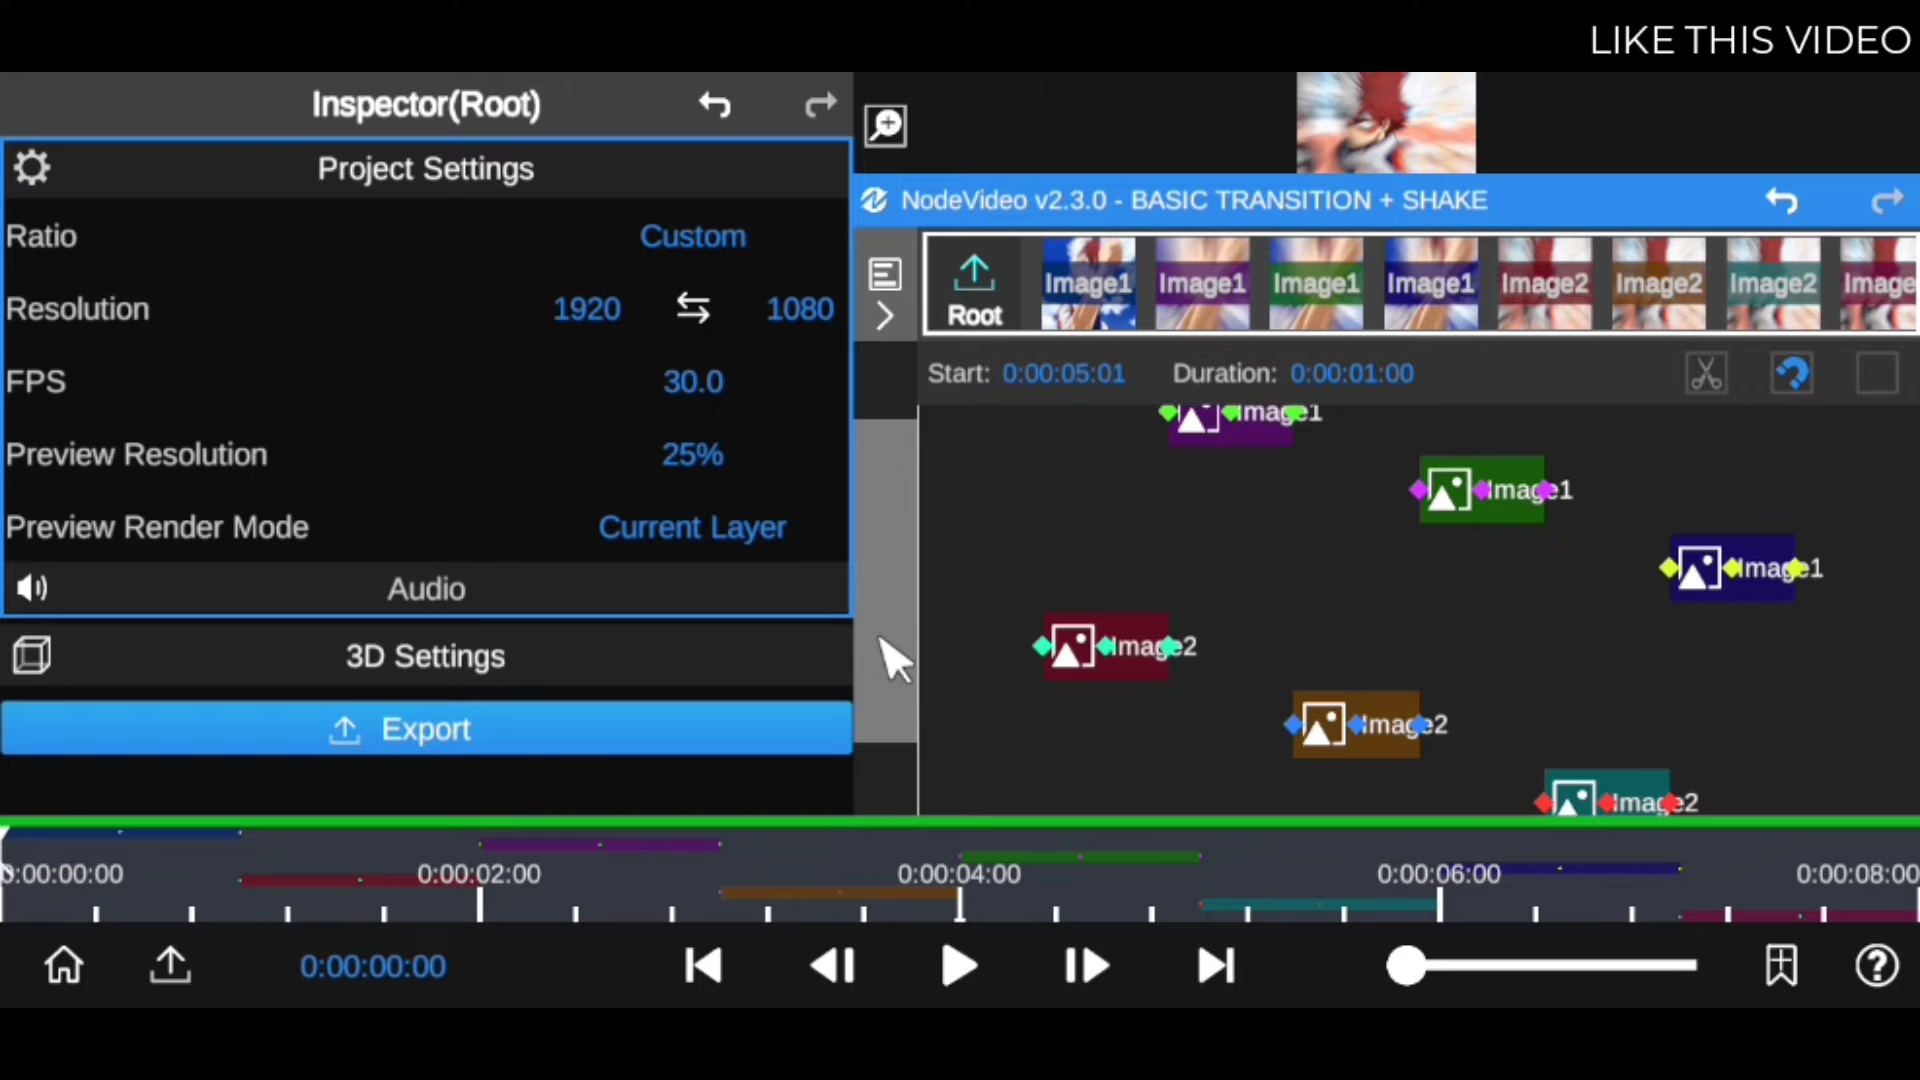 LIKE THIS VIDEO
Inspector(Root)
Project Settings
Ratio Custom
Resolution 1920 1080
FPS 30.0
Preview Resolution 25%
Preview Render Mode Current Layer
Audio
3D Settings
Export
NodeVideo v2.3.0 - BASIC TRANSITION + SHAKE
Root Image1 Image1 Image1 Image1 Image2 Image2 Image2 Image
Start: 0:00:05:01 Duration: 0:00:01:00
Image1
Image1
Image1
Image2
Image2
Image2
0:00:00:00 0:00:02:00 0:00:04:00 0:00:06:00 0:00:08:00
0:00:00:00